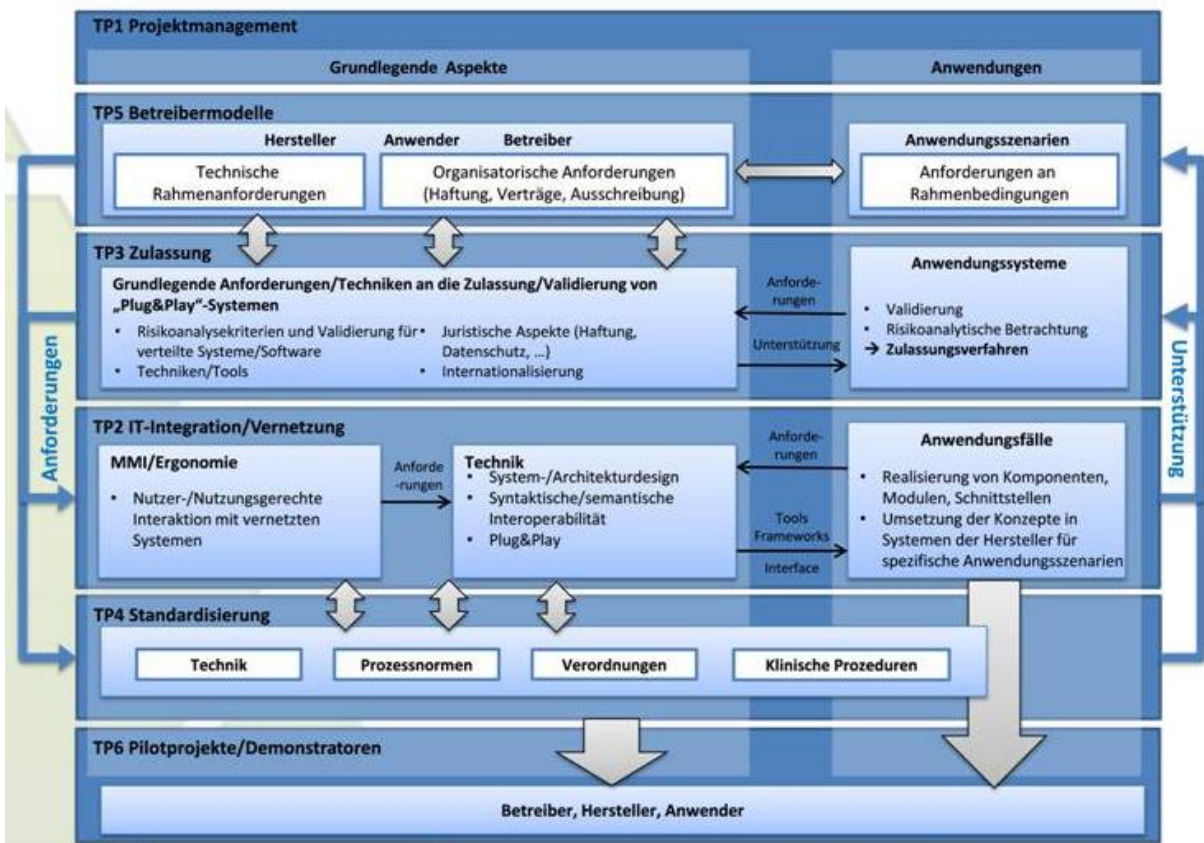 TP1 Projektmanagement
Grundlegende Aspekte
Anwendungen
TP5 Betreibermodelle
Hersteller
Anwender
Betreiber
Technische
Rahmenanforderungen
Organisatorische Anforderungen
(Haftung, Verträge, Ausschreibung)
Anwendungsszenarien
Anforderungen an
Rahmenbedingungen
TP3 Zulassung
Grundlegende Anforderungen/Techniken an die Zulassung/Validierung von
„Plug&Play“-Systemen
• Risikoanalysekriterien und Validierung für
verteilte Systeme/Software
• Techniken/Tools
• Juristische Aspekte (Haftung,
Datenschutz, …)
• Internationalisierung
Anforde-
rungen
Unterstützung
Anwendungssysteme
• Validierung
• Risikoanalytische Betrachtung
→ Zulassungsverfahren
Anforderungen
Unterstützung
TP2 IT-Integration/Vernetzung
MMI/Ergonomie
• Nutzer-/Nutzungsgerechte
Interaktion mit vernetzten
Systemen
Anforde
-rungen
Technik
• System-/Architekturdesign
• Syntaktische/semantische
Interoperabilität
• Plug&Play
Anforde-
rungen
Tools
Frameworks
Interface
Anwendungsfälle
• Realisierung von Komponenten,
Modulen, Schnittstellen
• Umsetzung der Konzepte in
Systemen der Hersteller für
spezifische Anwendungsszenarien
TP4 Standardisierung
Technik
Prozessnormen
Verordnungen
Klinische Prozeduren
TP6 Pilotprojekte/Demonstratoren
Betreiber, Hersteller, Anwender